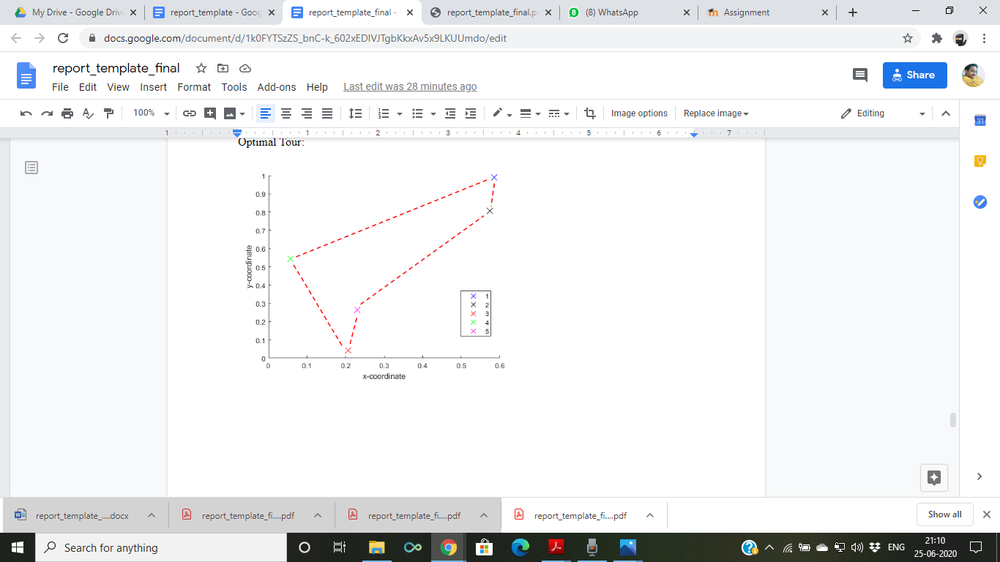 My Drive - Google Driv
report_template - Goog
report_template_final -
report_template_final.p
(8) WhatsApp
Assignment
docs.google.com/document/d/1k0FYTSzZS_bnC-k_602xEDIVJTgbKkxAv5x9LKUUmdo/edit
report_template_final
File Edit View Insert Format Tools Add-ons Help Last edit was 28 minutes ago
Share
100%
Image options
Replace image
Editing
1 1 2 3 4 5 6 7
31
Optimal Tour:
1
0.9
0.8
0.7
0.6
0.5
0.4
0.3
0.2
0.1
0
y-coordinate
1
2
3
4
5
0 0.1 0.2 0.3 0.4 0.5 0.6
x-coordinate
report_template_....docx
report_template_fi....pdf
report_template_fi....pdf
report_template_fi....pdf
Show all
Search for anything
ENG
21:10
25-06-2020